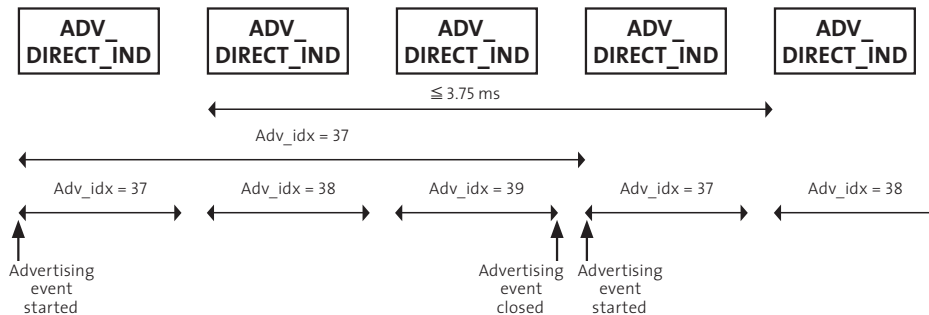 ADV_
DIRECT_IND
ADV_
DIRECT_IND
ADV_
DIRECT_IND
ADV_
DIRECT_IND
ADV_
DIRECT_IND
≦ 3.75 ms
Adv_idx = 37
Adv_idx = 37
Adv_idx = 38
Adv_idx = 39
Adv_idx = 37
Adv_idx = 38
Advertising
event
started
Advertising
event
closed
Advertising
event
started